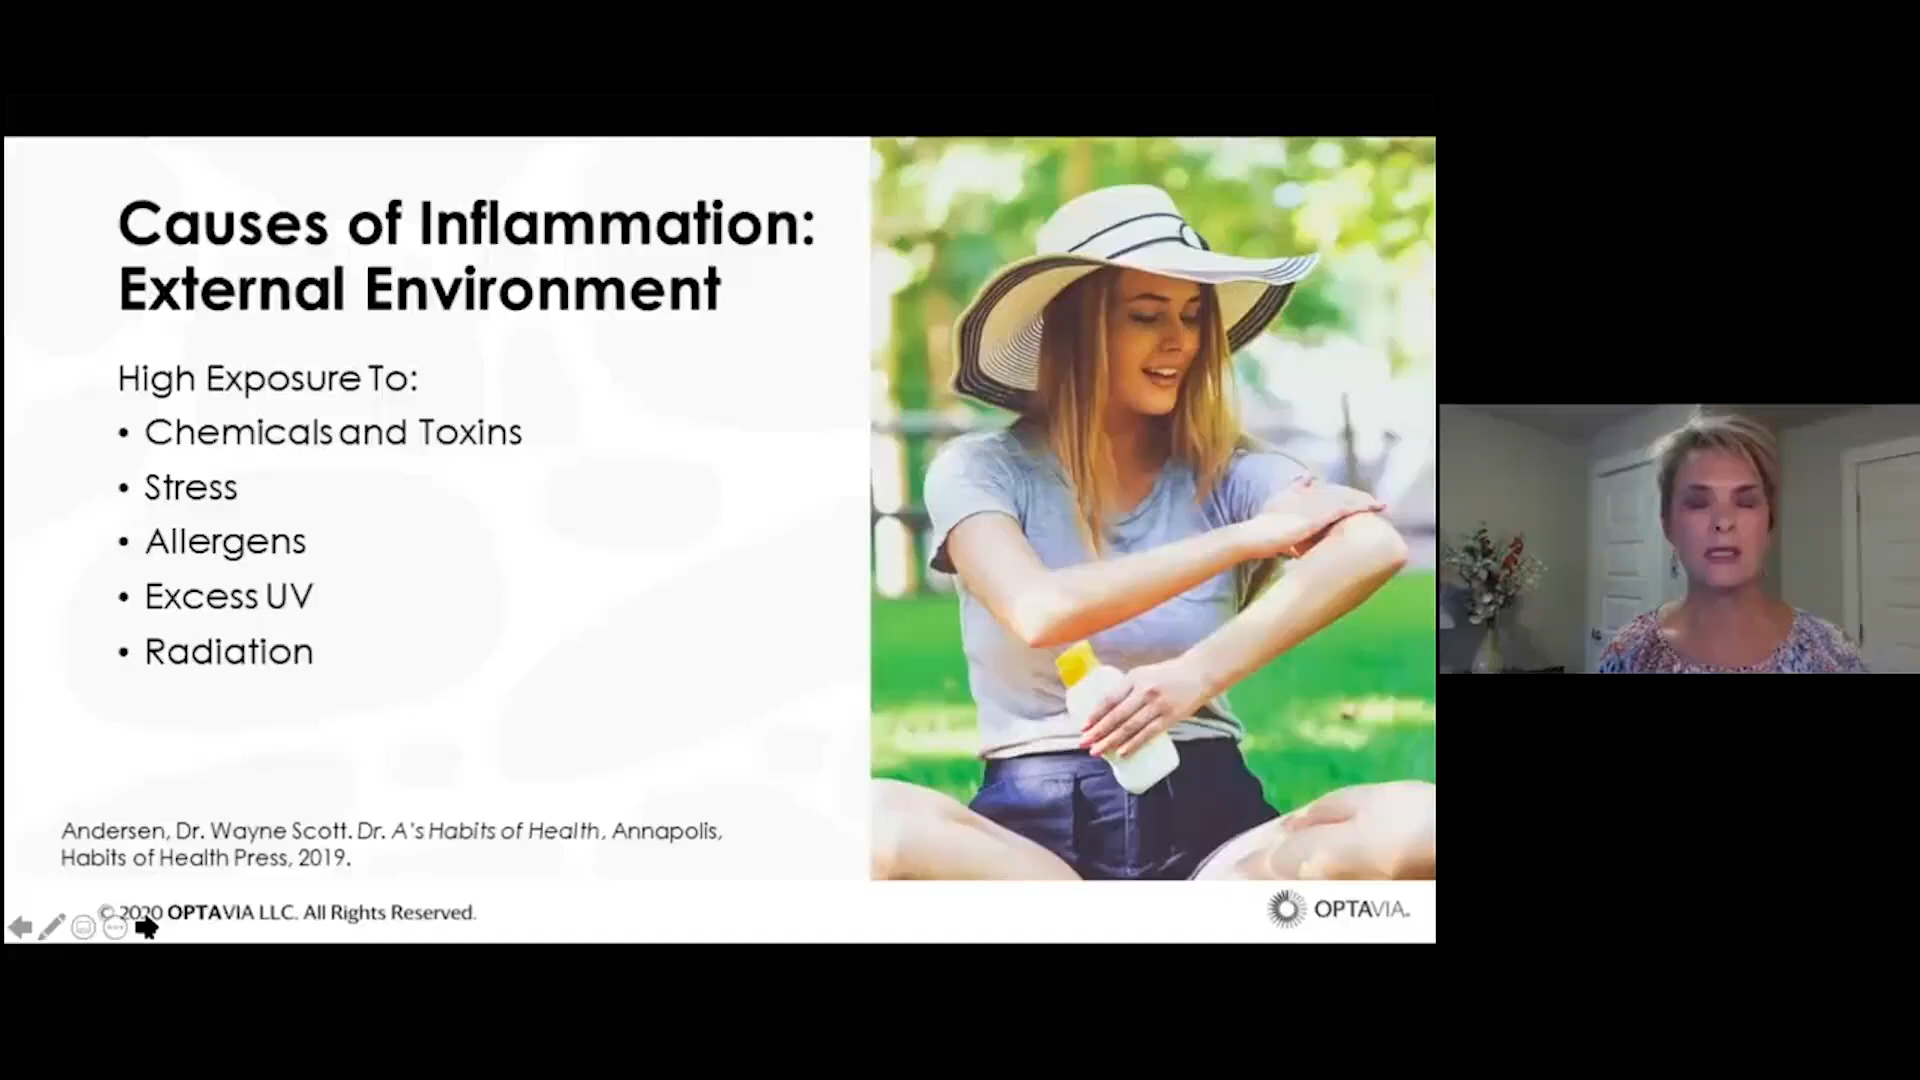 Causes of Inflammation:
External Environment
High Exposure To:
• Chemicals and Toxins
• Stress
• Allergens
• Excess UV
• Radiation
Andersen, Dr. Wayne Scott. Dr. A's Habits of Health, Annapolis,
Habits of Health Press, 2019.
© 2020 OPTAVIA LLC. All Rights Reserved.
OPTAVIA.